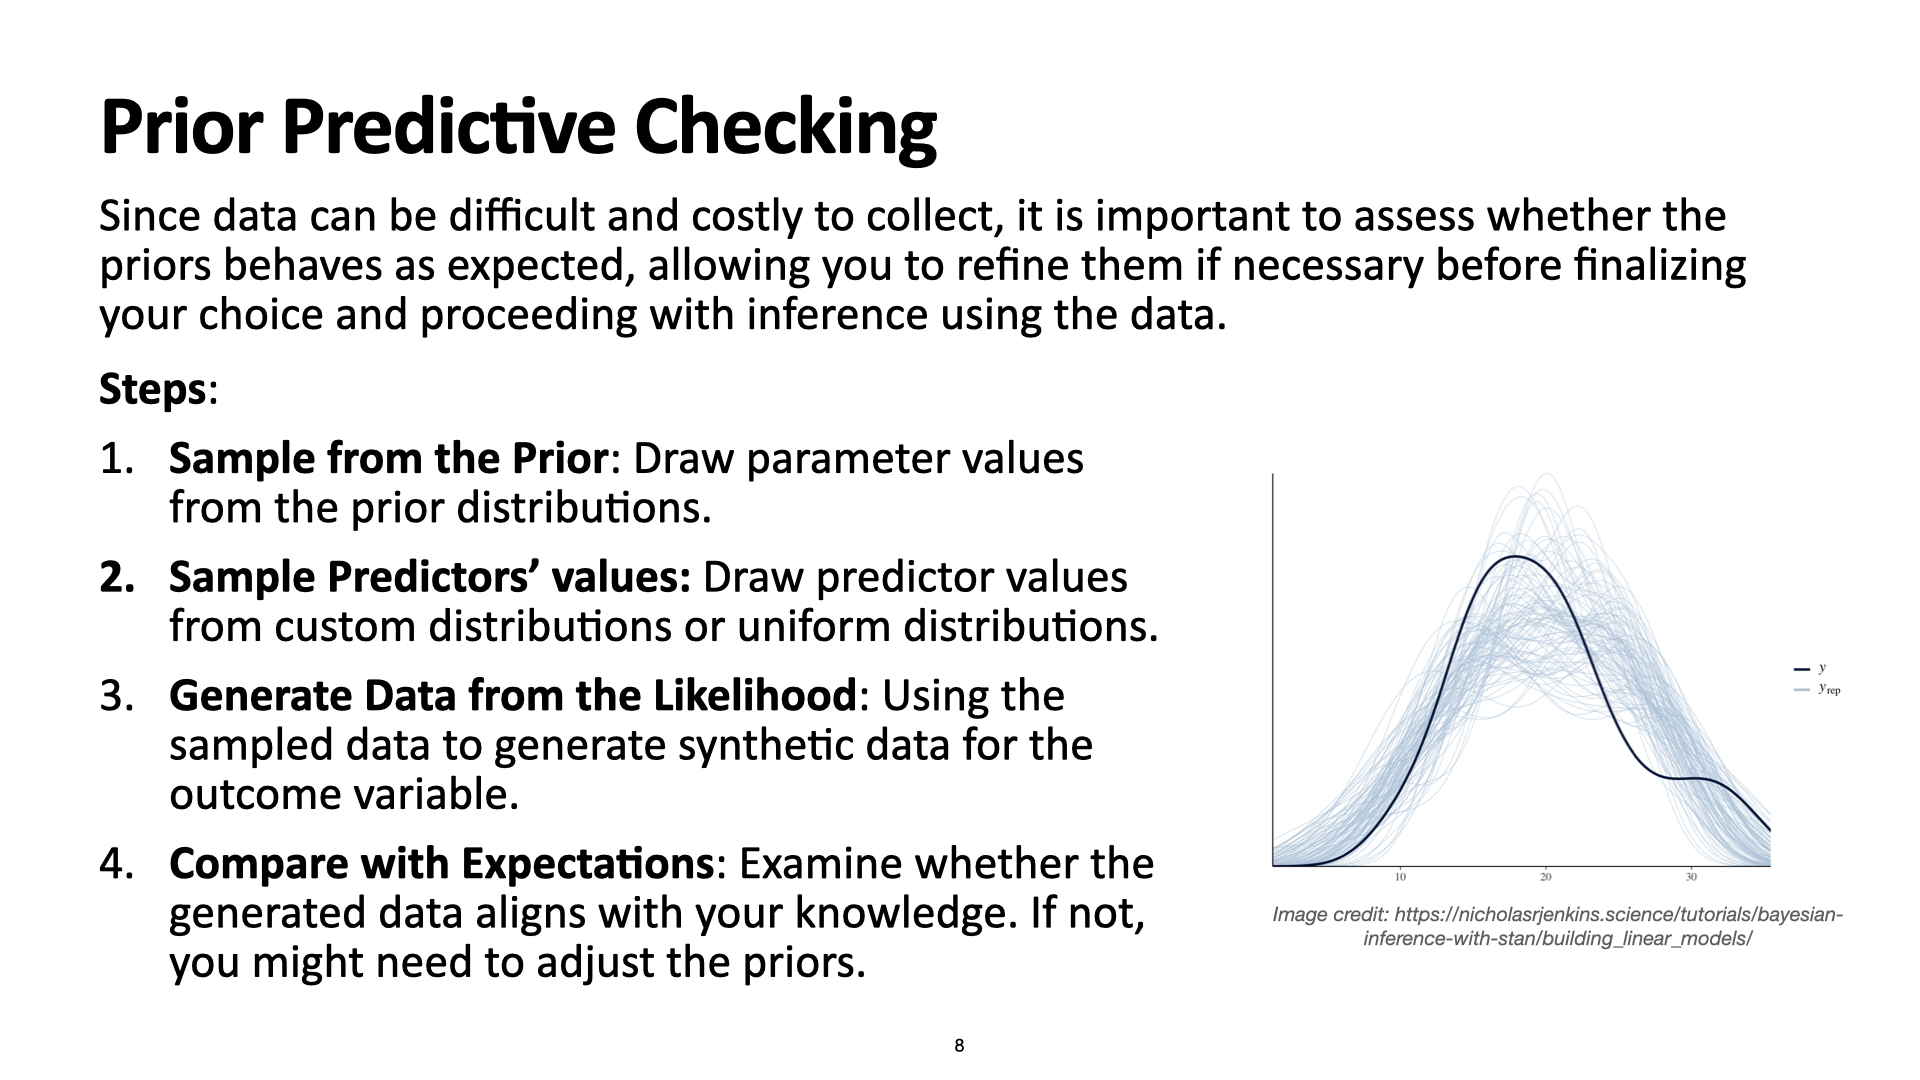 Prior Predictive Checking
Since data can be difficult and costly to collect, it is important to assess whether the
priors behaves as expected, allowing you to refine them if necessary before finalizing
your choice and proceeding with inference using the data.
Steps:
1. Sample from the Prior: Draw parameter values
from the prior distributions.
2. Sample Predictors’ values: Draw predictor values
from custom distributions or uniform distributions.
3. Generate Data from the Likelihood: Using the
sampled data to generate synthetic data for the
outcome variable.
4. Compare with Expectations: Examine whether the
generated data aligns with your knowledge. If not,
you might need to adjust the priors.
y
yrep
10 20 30
Image credit: https://nicholasrjenkins.science/tutorials/bayesian-
inference-with-stan/building_linear_models/
8